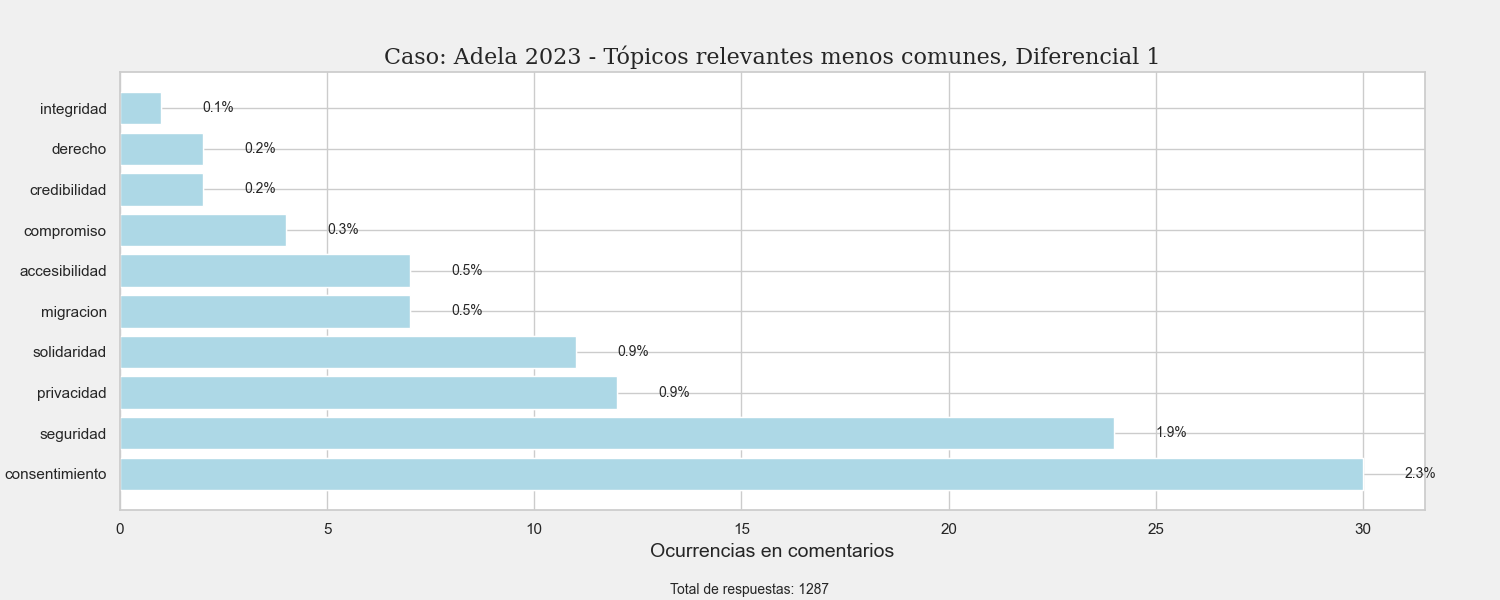 Caso: Adela 2023 - Tópicos relevantes menos comunes, Diferencial 1
integridad 0.1%
derecho 0.2%
credibilidad 0.2%
compromiso 0.3%
accesibilidad 0.5%
migracion 0.5%
solidaridad 0.9%
privacidad 0.9%
seguridad 1.9%
consentimiento 2.3%
0 5 10 15 20 25 30
Ocurrencias en comentarios
Total de respuestas: 1287